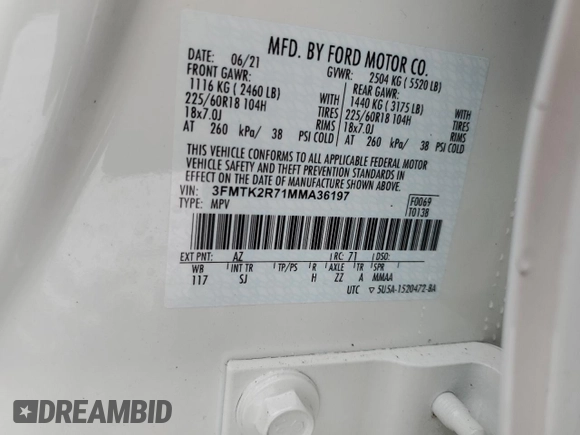 MFD. BY FORD MOTOR CO.
DATE: 06/21 GVWR: 2504 KG ( 5520 LB)
FRONT GAWR: REAR GAWR:
1116 KG ( 2460 LB) WITH 1440 KG ( 3175 LB) WITH
225/60R18 104H TIRES 225/60R18 104H TIRES
18x7.0J RIMS 18x7.0J RIMS
AT 260 kPa/ 38 PSI COLD AT 260 kPa/ 38 PSI COLD
THIS VEHICLE CONFORMS TO ALL APPLICABLE FEDERAL MOTOR
VEHICLE SAFETY AND THEFT PREVENTION STANDARDS IN
EFFECT ON THE DATE OF MANUFACTURE SHOWN ABOVE.
VIN: 3FMTK2R71MMA36197 F0069
TYPE: MPV T0138
EXT PNT: AZ RC: 71 DSO:
WB INT TR TP/PS R AXLE TR SPR
117 SJ H ZZ A MMAA
UTC ▽ 5U5A-1520472-BA
DREAMBID